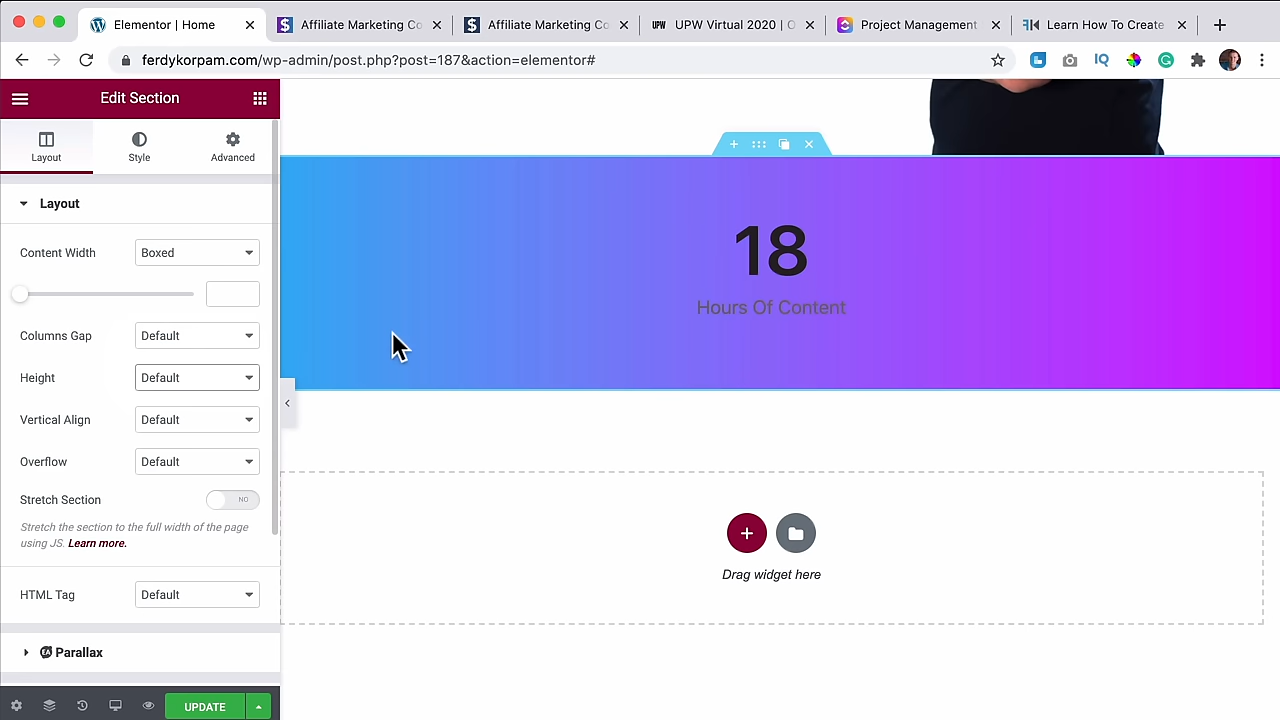 Elementor | Home
Affiliate Marketing Co
Affiliate Marketing Co
UPW UPW Virtual 2020 | O
Project Management
Learn How To Create
ferdykorpam.com/wp-admin/post.php?post=187&action=elementor#
IQ
Edit Section
Layout
Style
Advanced
Layout
Content Width
Boxed
Columns Gap
Default
Height
Default
Vertical Align
Default
Overflow
Default
Stretch Section
NO
Stretch the section to the full width of the page
using JS. Learn more.
HTML Tag
Default
Parallax
UPDATE
18
Hours Of Content
Drag widget here